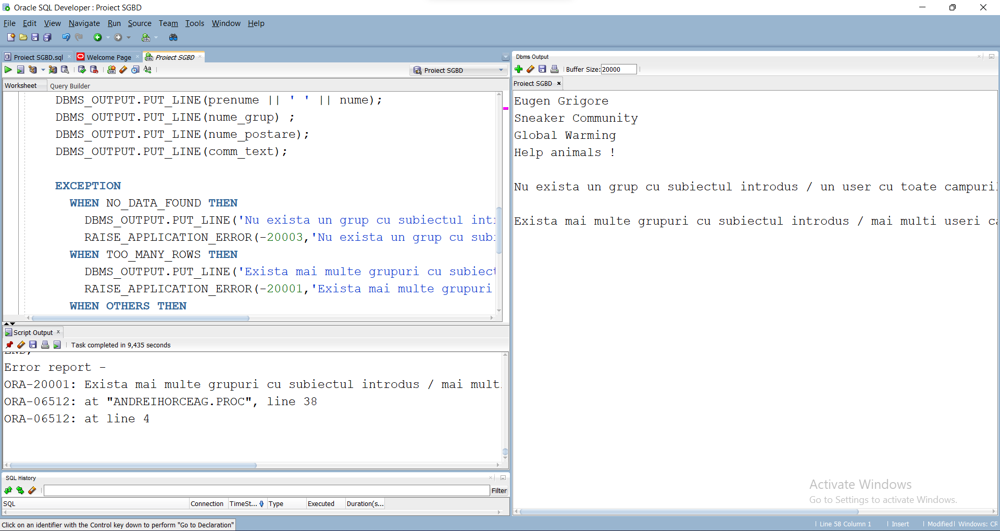 Oracle SQL Developer : Proiect SGBD
File Edit View Navigate Run Source Team Tools Window Help
Proiect SGBD.sql Welcome Page Proiect SGBD
Proiect SGBD
Worksheet Query Builder
DBMS_OUTPUT.PUT_LINE(prenume || ' ' || nume);
DBMS_OUTPUT.PUT_LINE(nume_grup) ;
DBMS_OUTPUT.PUT_LINE(nume_postare);
DBMS_OUTPUT.PUT_LINE(comm_text);
EXCEPTION
WHEN NO_DATA_FOUND THEN
DBMS_OUTPUT.PUT_LINE('Nu exista un grup cu subiectul
RAISE_APPLICATION_ERROR(-20003,'Nu exista un grup cu
WHEN TOO_MANY_ROWS THEN
DBMS_OUTPUT.PUT_LINE('Exista mai multe grupuri cu
RAISE_APPLICATION_ERROR(-20001,'Exista mai multe grupuri
WHEN OTHERS THEN
Script Output
Task completed in 9,435 seconds
Error report -
ORA-20001: Exista mai multe grupuri cu subiectul introdus / mai
ORA-06512: at "ANDREIHORCEAG.PROC", line 38
ORA-06512: at line 4
SQL History
Filter
SQL Connection TimeSt... Type Executed Duration(s...
Click on an identifier with the Control key down to perform "Go to Declaration"
Dbms Output
Buffer Size: 20000
Proiect SGBD
Eugen Grigore
Sneaker Community
Global Warming
Help animals !
Nu exista un grup cu subiectul introdus / un user cu toate
Exista mai multe grupuri cu subiectul introdus / mai multi useri
Activate Windows
Go to Settings to activate Windows.
Line 58 Column 1 Insert Modified Windows: